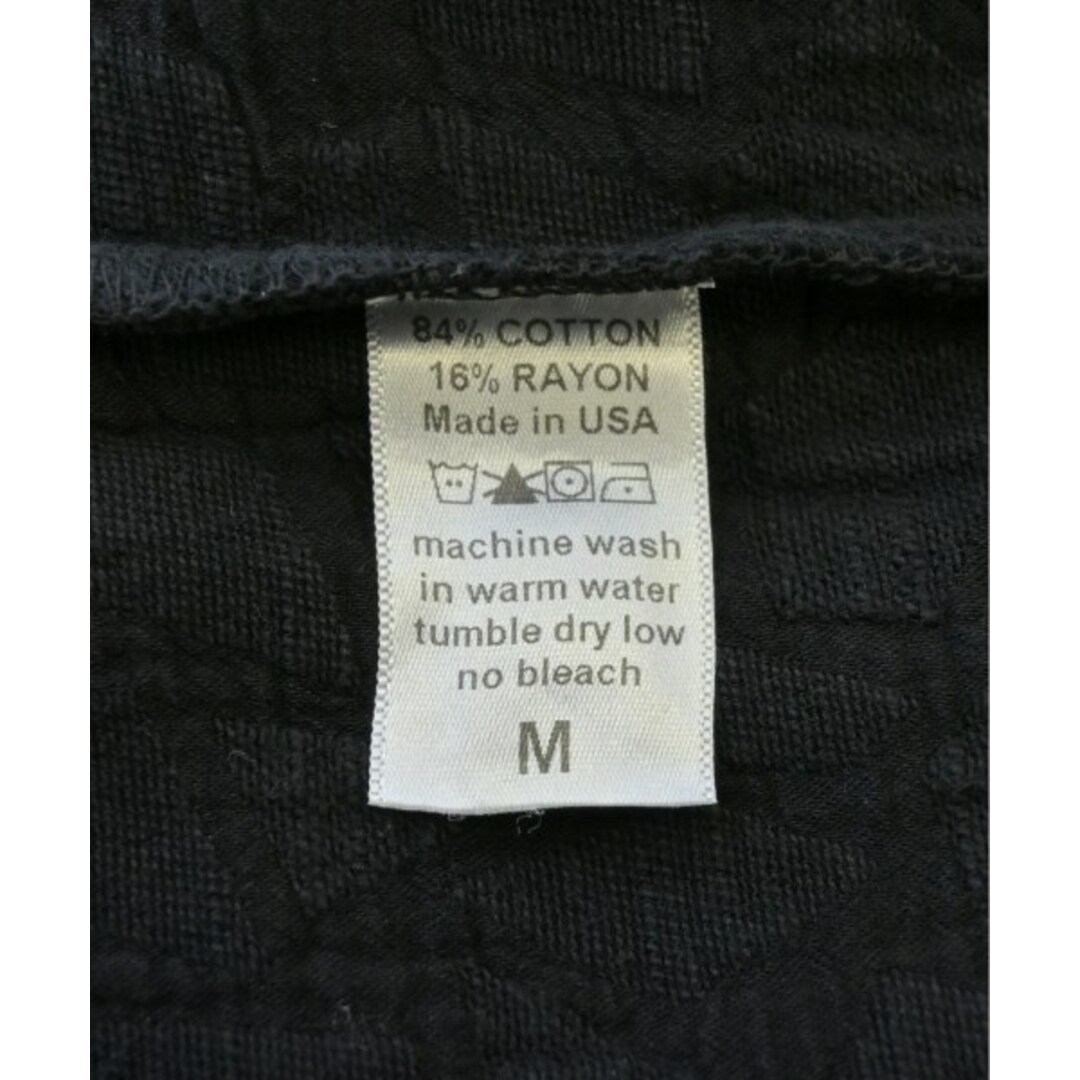 84% COTTON
16% RAYON
Made in USA
machine wash
in warm water
tumble dry low
no bleach
M